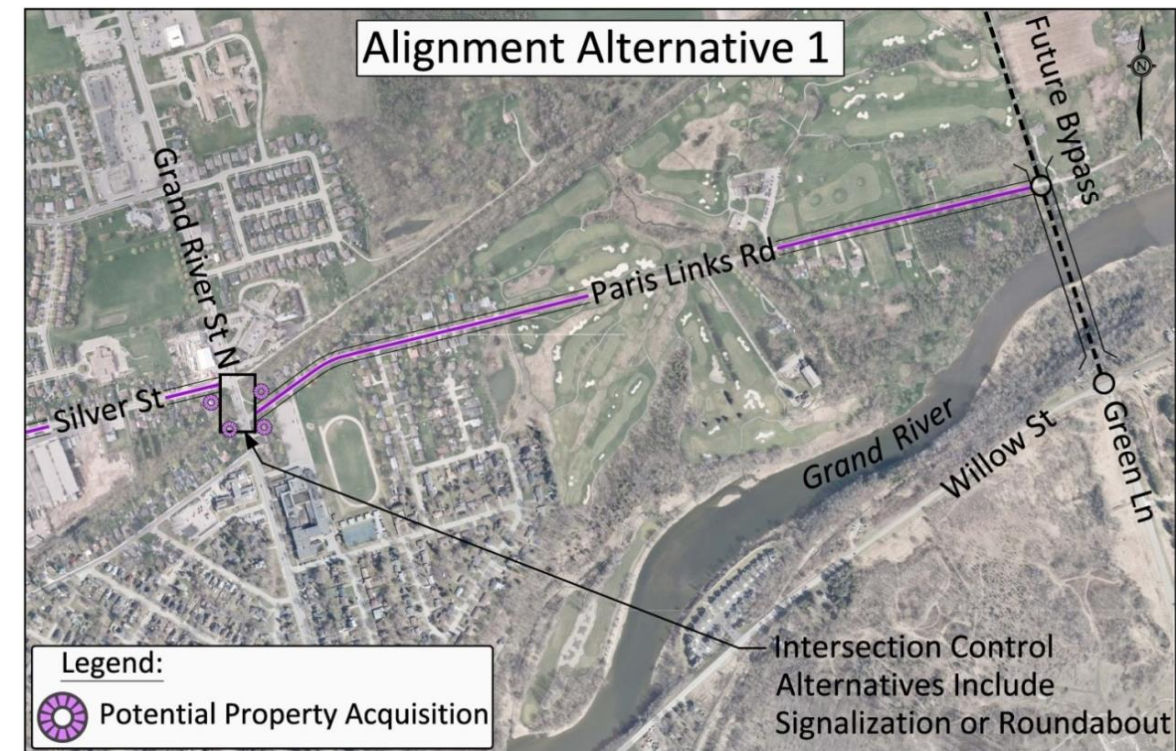 Alignment Alternative 1
Future Bypass
N
Grand River St N
Paris Links Rd
Silver St
Grand River
Willow St
Green Ln
Intersection Control
Alternatives Include
Signalization or Roundabout
Legend:
Potential Property Acquisition